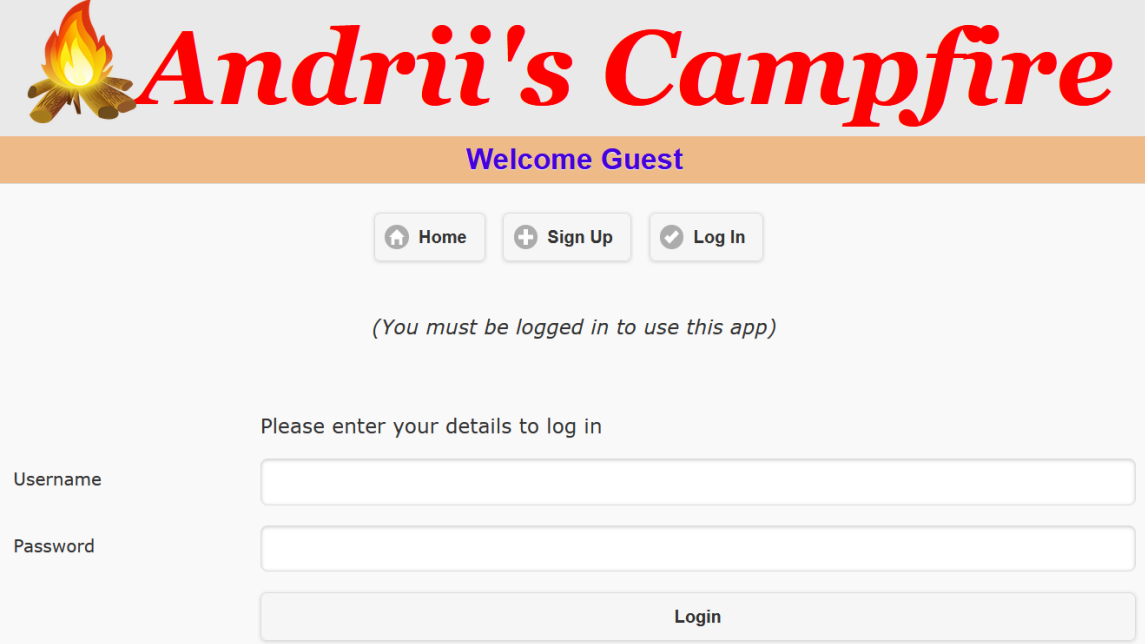 Andrii's Campfire
Welcome Guest
Home Sign Up Log In
(You must be logged in to use this app)
Please enter your details to log in
Username
Password
Login